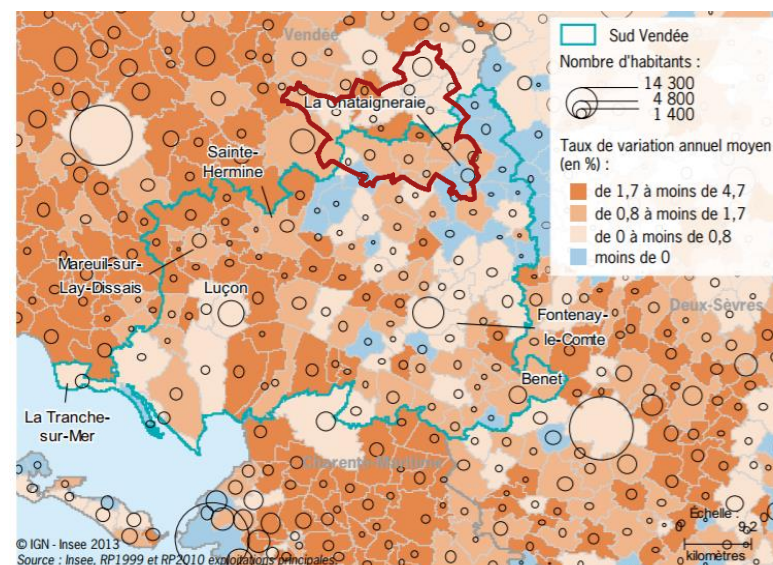 Vendée
La Châtaigneraie
Sainte-
Hermine
Mareuil-sur-
Lay-Dissais
Luçon
Fontenay-
le-Comte
Benet
La Tranche-
sur-Mer
Deux-Sèvres
Charente-Maritime
Sud Vendée
Nombre d'habitants :
14 300
4 800
1 400
Taux de variation annuel moyen
(en %) :
de 1,7 à moins de 4,7
de 0,8 à moins de 1,7
de 0 à moins de 0,8
moins de 0
Échelle :
0 9,2
kilomètres
© IGN - Insee 2013
Source : Insee, RP1999 et RP2010 exploitations principales.